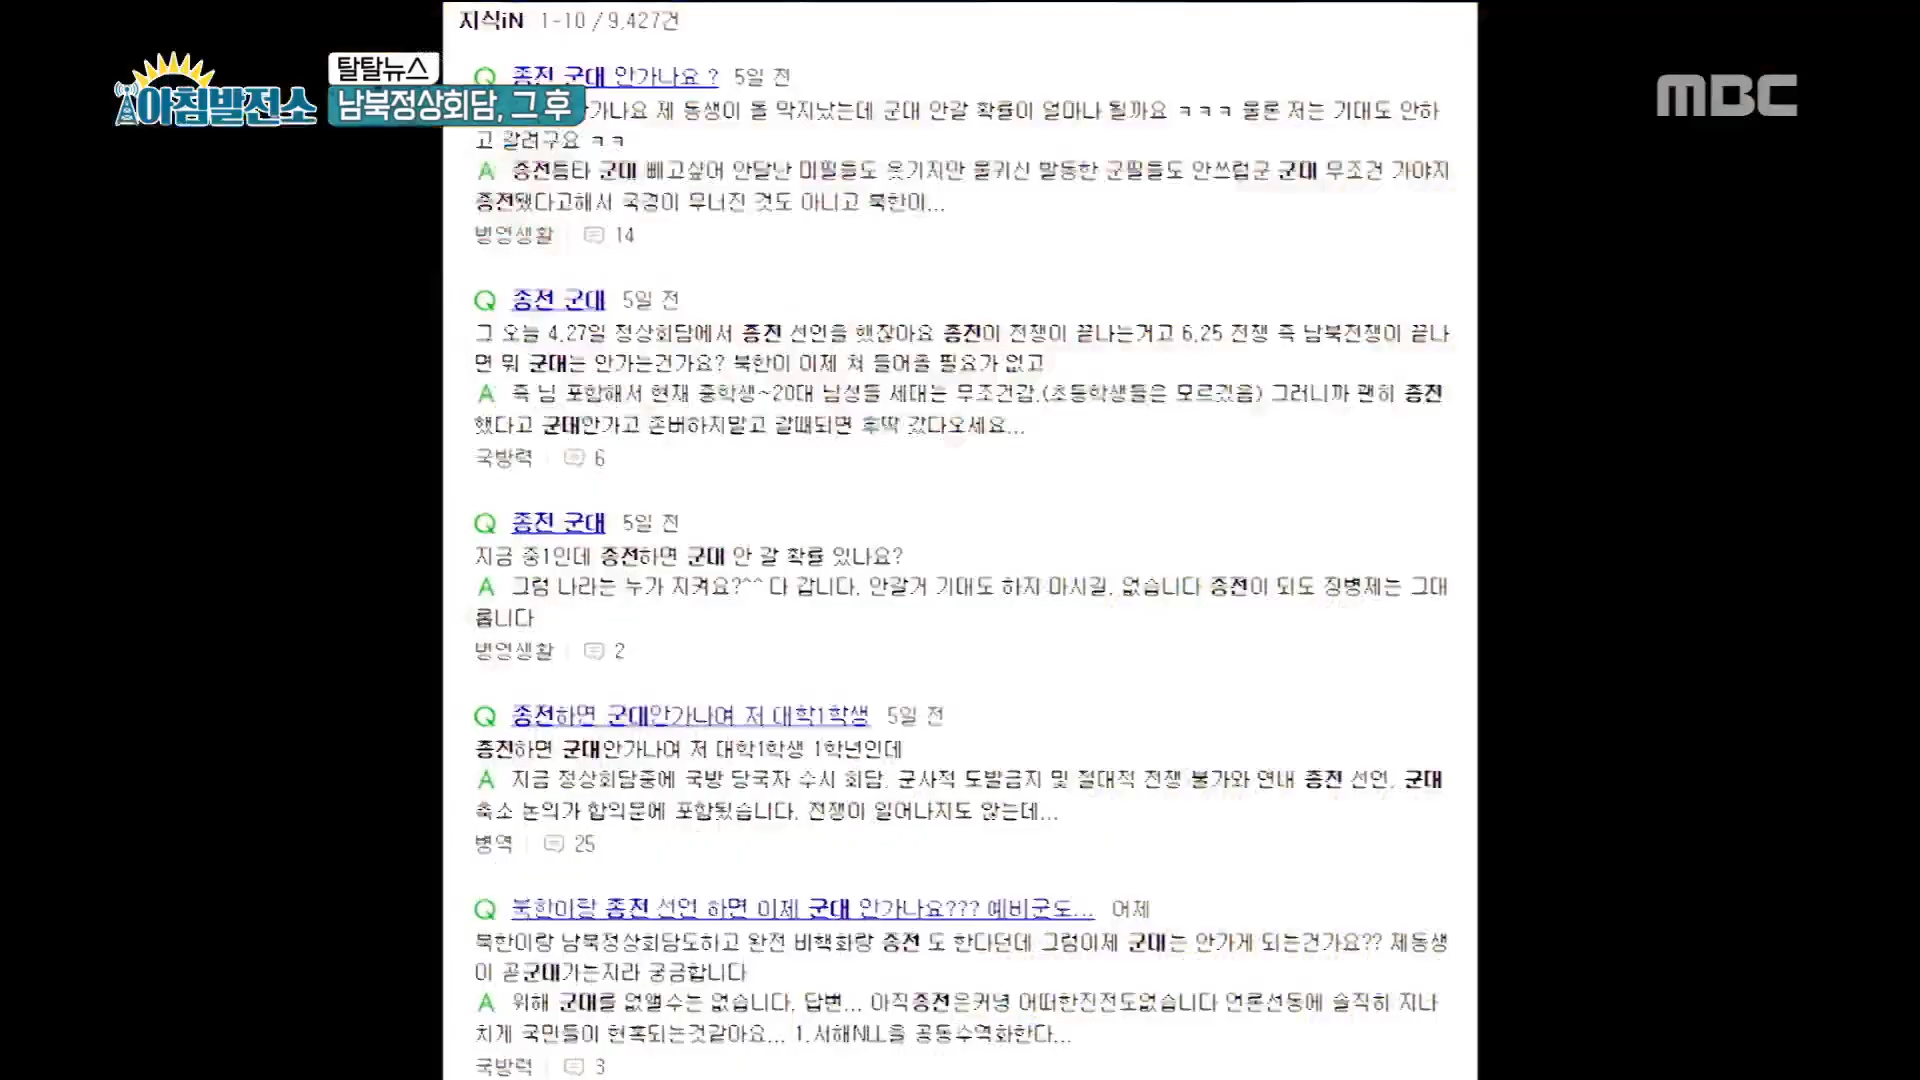 지식iN 1-10 / 9,427건
탈탈뉴스
아침발전소
남북정상회담, 그 후
MBC
Q 종전 군대 안가나요 ? 5일 전
가나요 제 동생이 돌 막지났는데 군대 안갈 확률이 얼마나 될까요 ㅋㅋㅋ 물론 저는 기대도 안하
고 갈려구요 ㅋㅋ
A 종전틈타 군대 빼고싶어 안달난 미필들도 웃기지만 물귀신 발동한 군필들도 안쓰럽군 군대 무조건 가야지
종전됐다고해서 국경이 무너진 것도 아니고 북한이...
병영생활 14
Q 종전 군대 5일 전
그 오늘 4.27일 정상회담에서 종전 선언을 했잖아요 종전이 전쟁이 끝나는거고 6.25 전쟁 즉 남북전쟁이 끝나
면 뭐 군대는 안가는건가요? 북한이 이제 쳐 들어올 필요가 없고
A 즉 님 포함해서 현재 중학생~20대 남성들 세대는 무조건감.(초등학생들은 모르겠음) 그러니까 괜히 종전
했다고 군대안가고 존버하지말고 갈때되면 후딱 갔다오세요...
국방력 6
Q 종전 군대 5일 전
지금 중1인데 종전하면 군대 안 갈 확률 있나요?
A 그럼 나라는 누가 지켜요?^^ 다 갑니다. 안갈거 기대도 하지 마시길. 없습니다 종전이 되도 징병제는 그대
롭니다
병영생활 2
Q 종전하면 군대안가나여 저 대학1학생 5일 전
종전하면 군대안가나여 저 대학1학생 1학년인데
A 지금 정상회담중에 국방 당국자 수시 회담. 군사적 도발금지 및 절대적 전쟁 불가와 연내 종전 선언. 군대
축소 논의가 합의문에 포함됬습니다. 전쟁이 일어나지도 않는데...
병역 25
Q 북한이랑 종전 선언 하면 이제 군대 안가나요??? 예비군도... 어제
북한이랑 남북정상회담도하고 완전 비핵화랑 종전 도 한다던데 그럼이제 군대는 안가게 되는건가요?? 제동생
이 곧군대가는지라 궁금합니다
A 위해 군대를 없앨수는 없습니다. 답변... 아직종전은커녕 어떠한진전도없습니다 언론선동에 솔직히 지나
치게 국민들이 현혹되는것같아요... 1.서해NLL을 공동수역화한다...
국방력 3